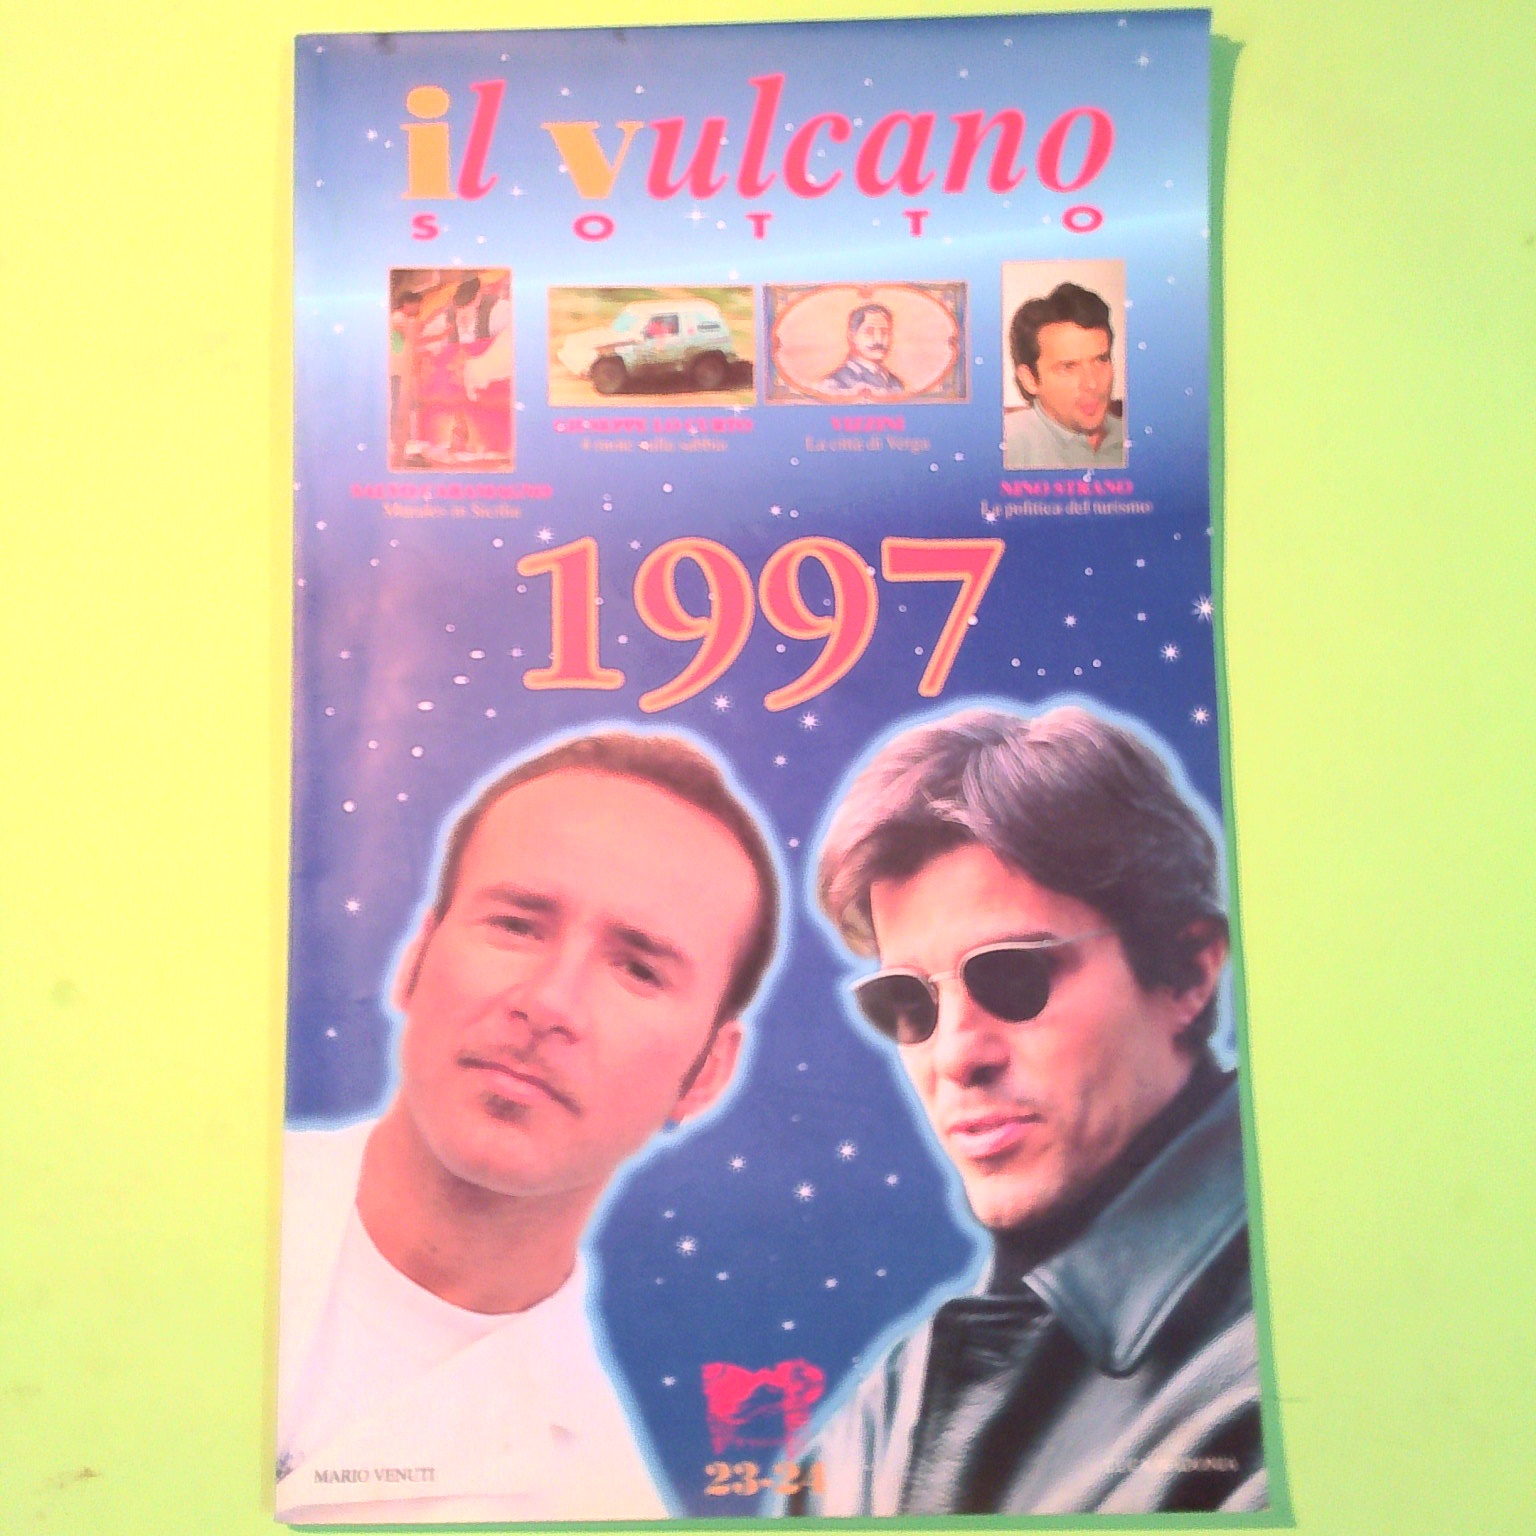 il vulcano
SOTTO
GIUSEPPE LO CURTO
VIZZINI
La città di Verga
NINO STRANO
La politica del turismo
1997
23-24
MARIO VENUTI